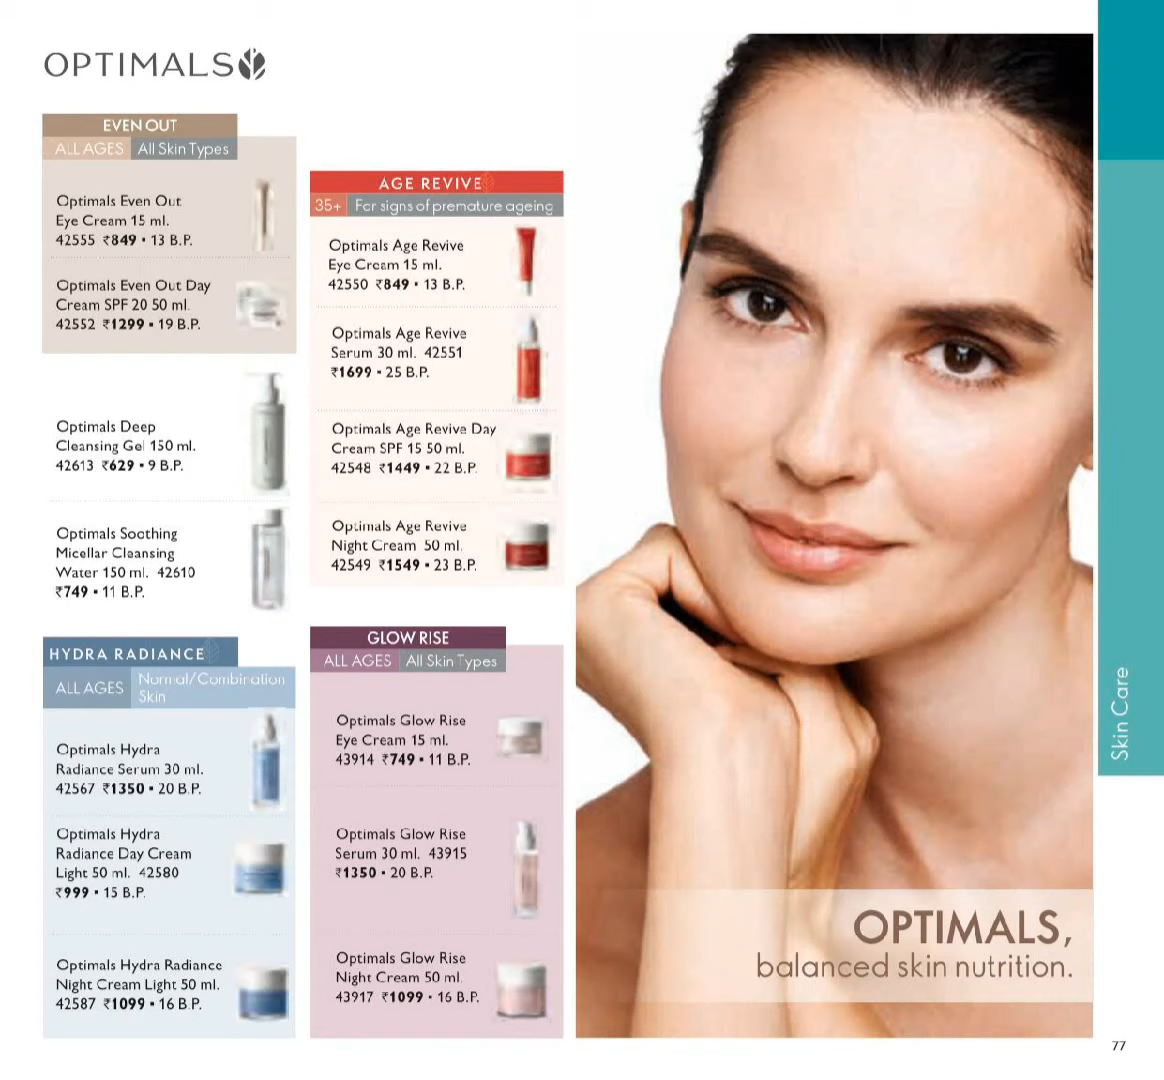 OPTIMALS
EVEN OUT
ALL AGES All Skin Types
Optimals Even Out
Eye Cream 15 ml.
42555 ₹849 • 13 B.P.
Optimals Even Out Day
Cream SPF 20 50 ml.
42552 ₹1299 • 19 B.P.
Optimals Deep
Cleansing Gel 150 ml.
42613 ₹629 • 9 B.P.
Optimals Soothing
Micellar Cleansing
Water 150 ml. 42610
₹749 • 11 B.P.
HYDRA RADIANCE
ALL AGES
Normal/Combination
Skin
Optimals Hydra
Radiance Serum 30 ml.
42567 ₹1350 • 20 B.P.
Optimals Hydra
Radiance Day Cream
Light 50 ml. 42580
₹999 • 15 B.P.
Optimals Hydra Radiance
Night Cream Light 50 ml.
42587 ₹1099 • 16 B.P.
AGE REVIVE
35+ For signs of premature ageing
Optimals Age Revive
Eye Cream 15 ml.
42550 ₹849 • 13 B.P.
Optimals Age Revive
Serum 30 ml. 42551
₹1699 • 25 B.P.
Optimals Age Revive Day
Cream SPF 15 50 ml.
42548 ₹1449 • 22 B.P.
Optimals Age Revive
Night Cream 50 ml.
42549 ₹1549 • 23 B.P.
GLOW RISE
ALL AGES All Skin Types
Optimals Glow Rise
Eye Cream 15 ml.
43914 ₹749 • 11 B.P.
Optimals Glow Rise
Serum 30 ml. 43915
₹1350 • 20 B.P.
Optimals Glow Rise
Night Cream 50 ml.
43917 ₹1099 • 16 B.P.
OPTIMALS,
balanced skin nutrition.
Skin Care
77